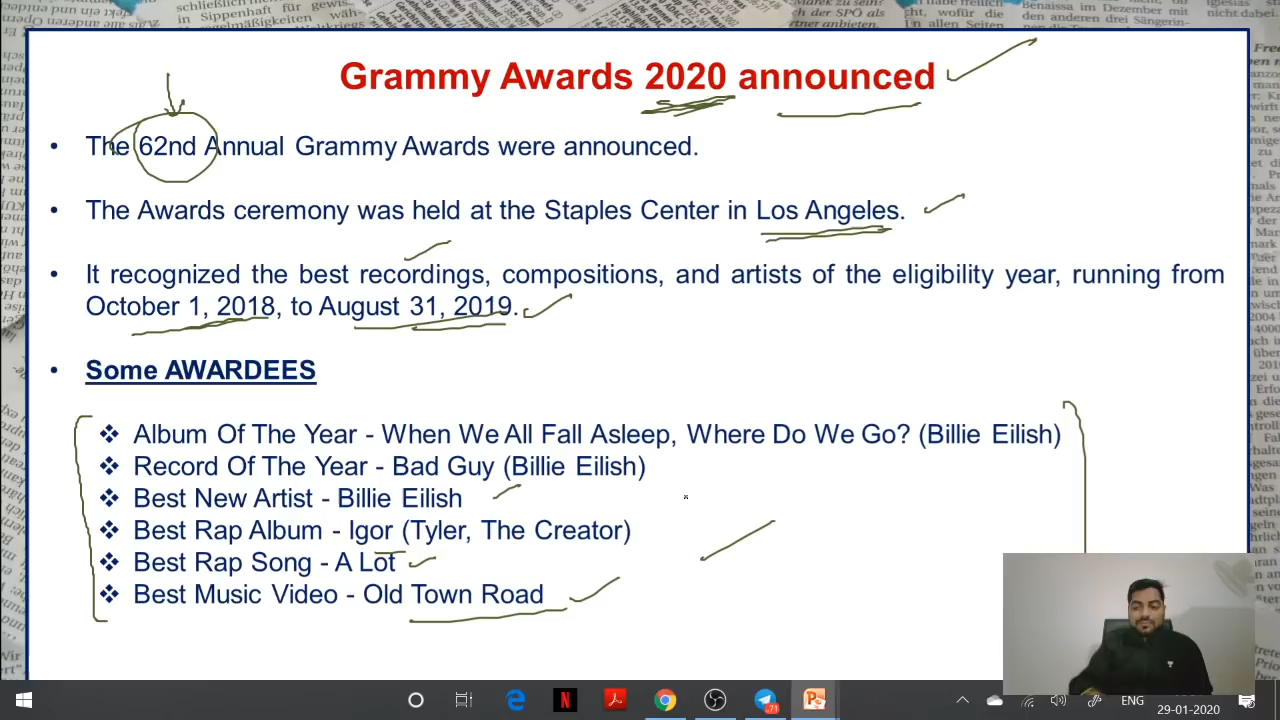 Grammy Awards 2020 announced
• The 62nd Annual Grammy Awards were announced.
• The Awards ceremony was held at the Staples Center in Los Angeles.
• It recognized the best recordings, compositions, and artists of the eligibility year, running from
October 1, 2018, to August 31, 2019.
• Some AWARDEES
❖ Album Of The Year - When We All Fall Asleep, Where Do We Go? (Billie Eilish)
❖ Record Of The Year - Bad Guy (Billie Eilish)
❖ Best New Artist - Billie Eilish
❖ Best Rap Album - Igor (Tyler, The Creator)
❖ Best Rap Song - A Lot
❖ Best Music Video - Old Town Road
ENG
29-01-2020